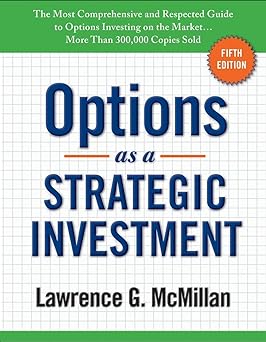 The Most Comprehensive and Respected Guide
to Options Investing on the Market…
More Than 300,000 Copies Sold
FIFTH
EDITION
Options
as a
STRATEGIC
INVESTMENT
Lawrence G. McMillan